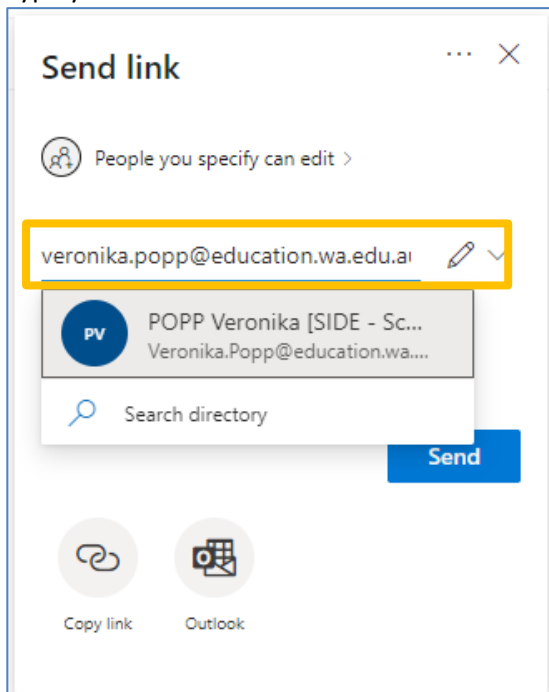 Send link
People you specify can edit >
veronika.popp@education.wa.edu.au
PV
POPP Veronika [SIDE - Sc...
Veronika.Popp@education.wa....
Search directory
Send
Copy link
Outlook